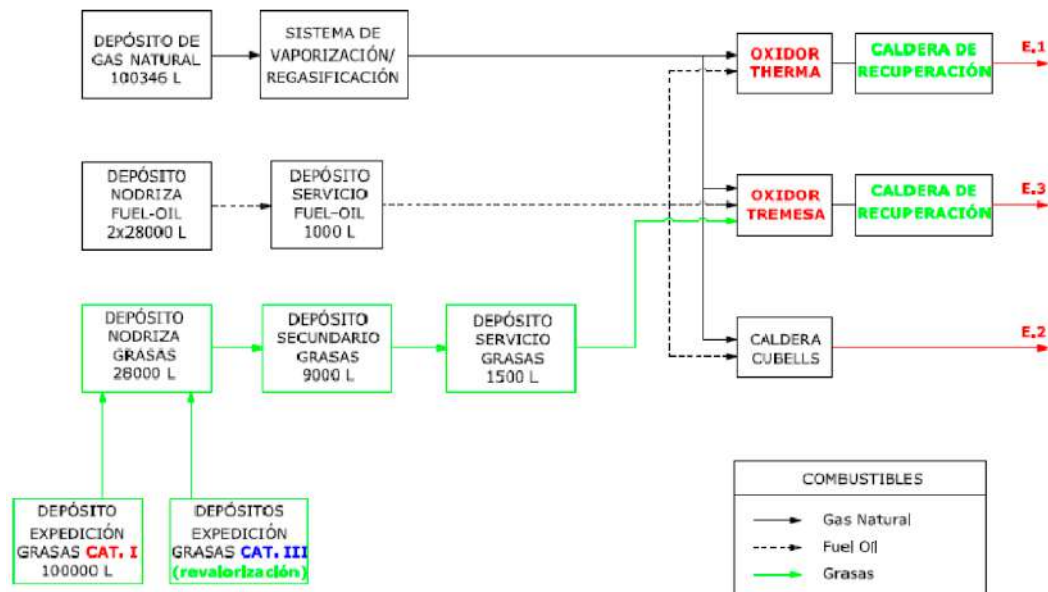 DEPÓSITO DE
GAS NATURAL
100346 L
SISTEMA DE
VAPORIZACIÓN/
REGASIFICACIÓN
OXIDOR
THERMA
CALDERA DE
RECUPERACIÓN
E.1
DEPÓSITO
NODRIZA
FUEL-OIL
2x28000 L
DEPÓSITO
SERVICIO
FUEL-OIL
1000 L
OXIDOR
TREMESA
CALDERA DE
RECUPERACIÓN
E.3
DEPÓSITO
NODRIZA
GRASAS
28000 L
DEPÓSITO
SECUNDARIO
GRASAS
9000 L
DEPÓSITO
SERVICIO
GRASAS
1500 L
CALDERA
CUBELLS
E.2
DEPÓSITO
EXPEDICIÓN
GRASAS CAT. I
100000 L
DEPÓSITOS
EXPEDICIÓN
GRASAS CAT. III
(revalorización)
COMBUSTIBLES
Gas Natural
Fuel Oil
Grasas